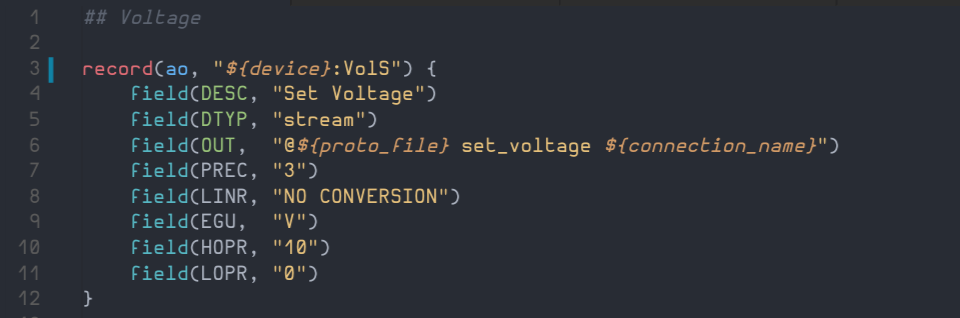 1 ## Voltage
2
3 record(ao, "${device}:VolS") {
4 field(DESC, "Set Voltage")
5 field(DTYP, "stream")
6 field(OUT,  "@${proto_file} set_voltage ${connection_name}")
7 field(PREC, "3")
8 field(LINR, "NO CONVERSION")
9 field(EGU,  "V")
10 field(HOPR, "10")
11 field(LOPR, "0")
12 }